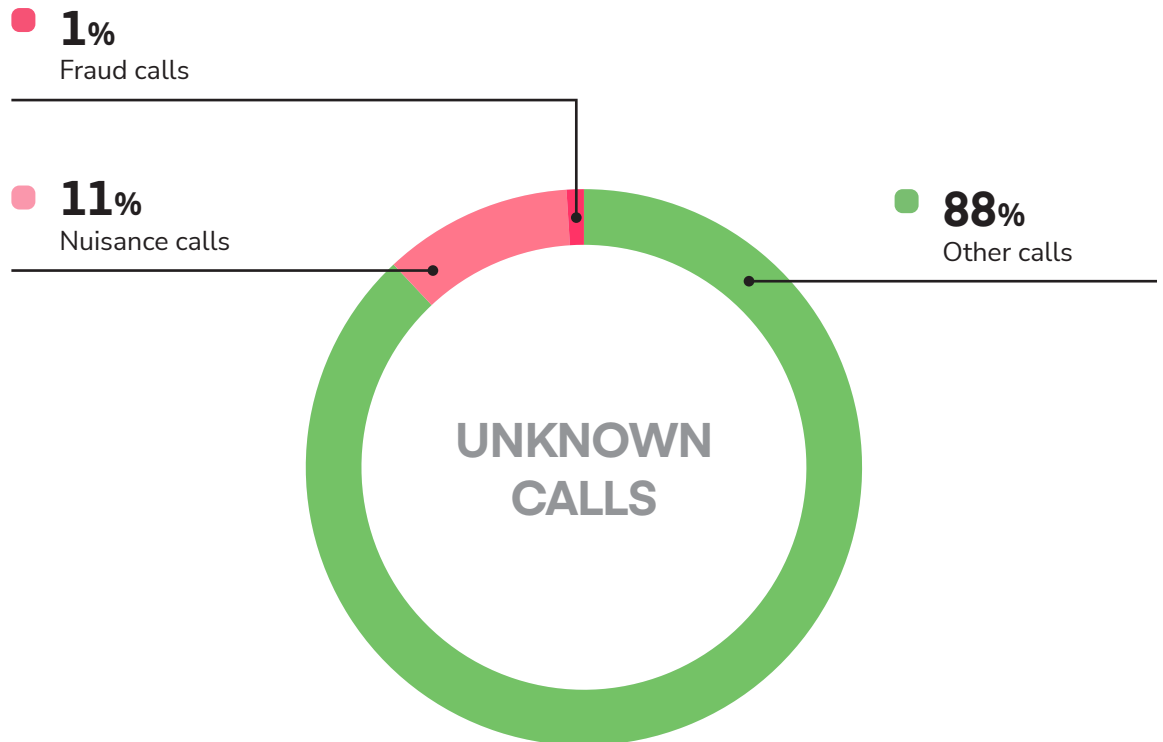 1%
Fraud calls
11%
Nuisance calls
88%
Other calls
UNKNOWN
CALLS